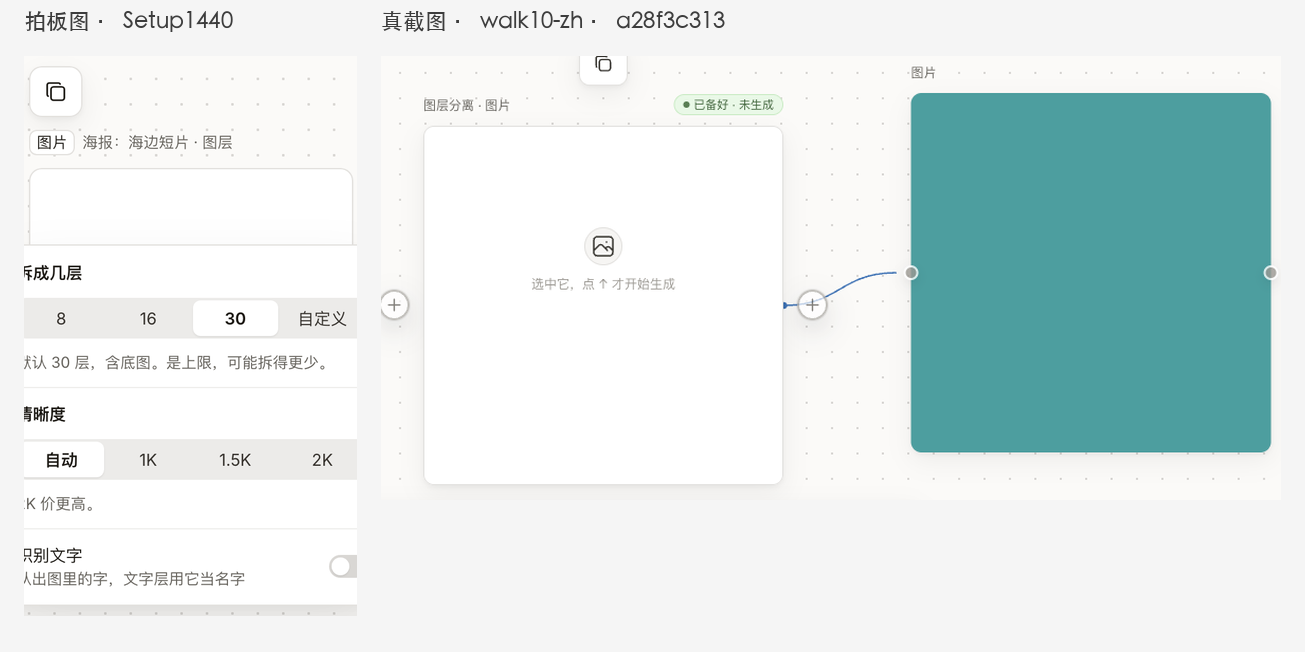 拍板图 · Setup1440
图片 海报：海边短片 · 图层
拆成几层
8 16 30 自定义
默认 30 层，含底图。是上限，可能拆得更少。
清晰度
自动 1K 1.5K 2K
2K 价更高。
识别文字
认出图里的字，文字层用它当名字
真截图 · walk10-zh · a28f3c313
图层分离 · 图片
已备好 · 未生成
选中它，点 ↑ 才开始生成
图片